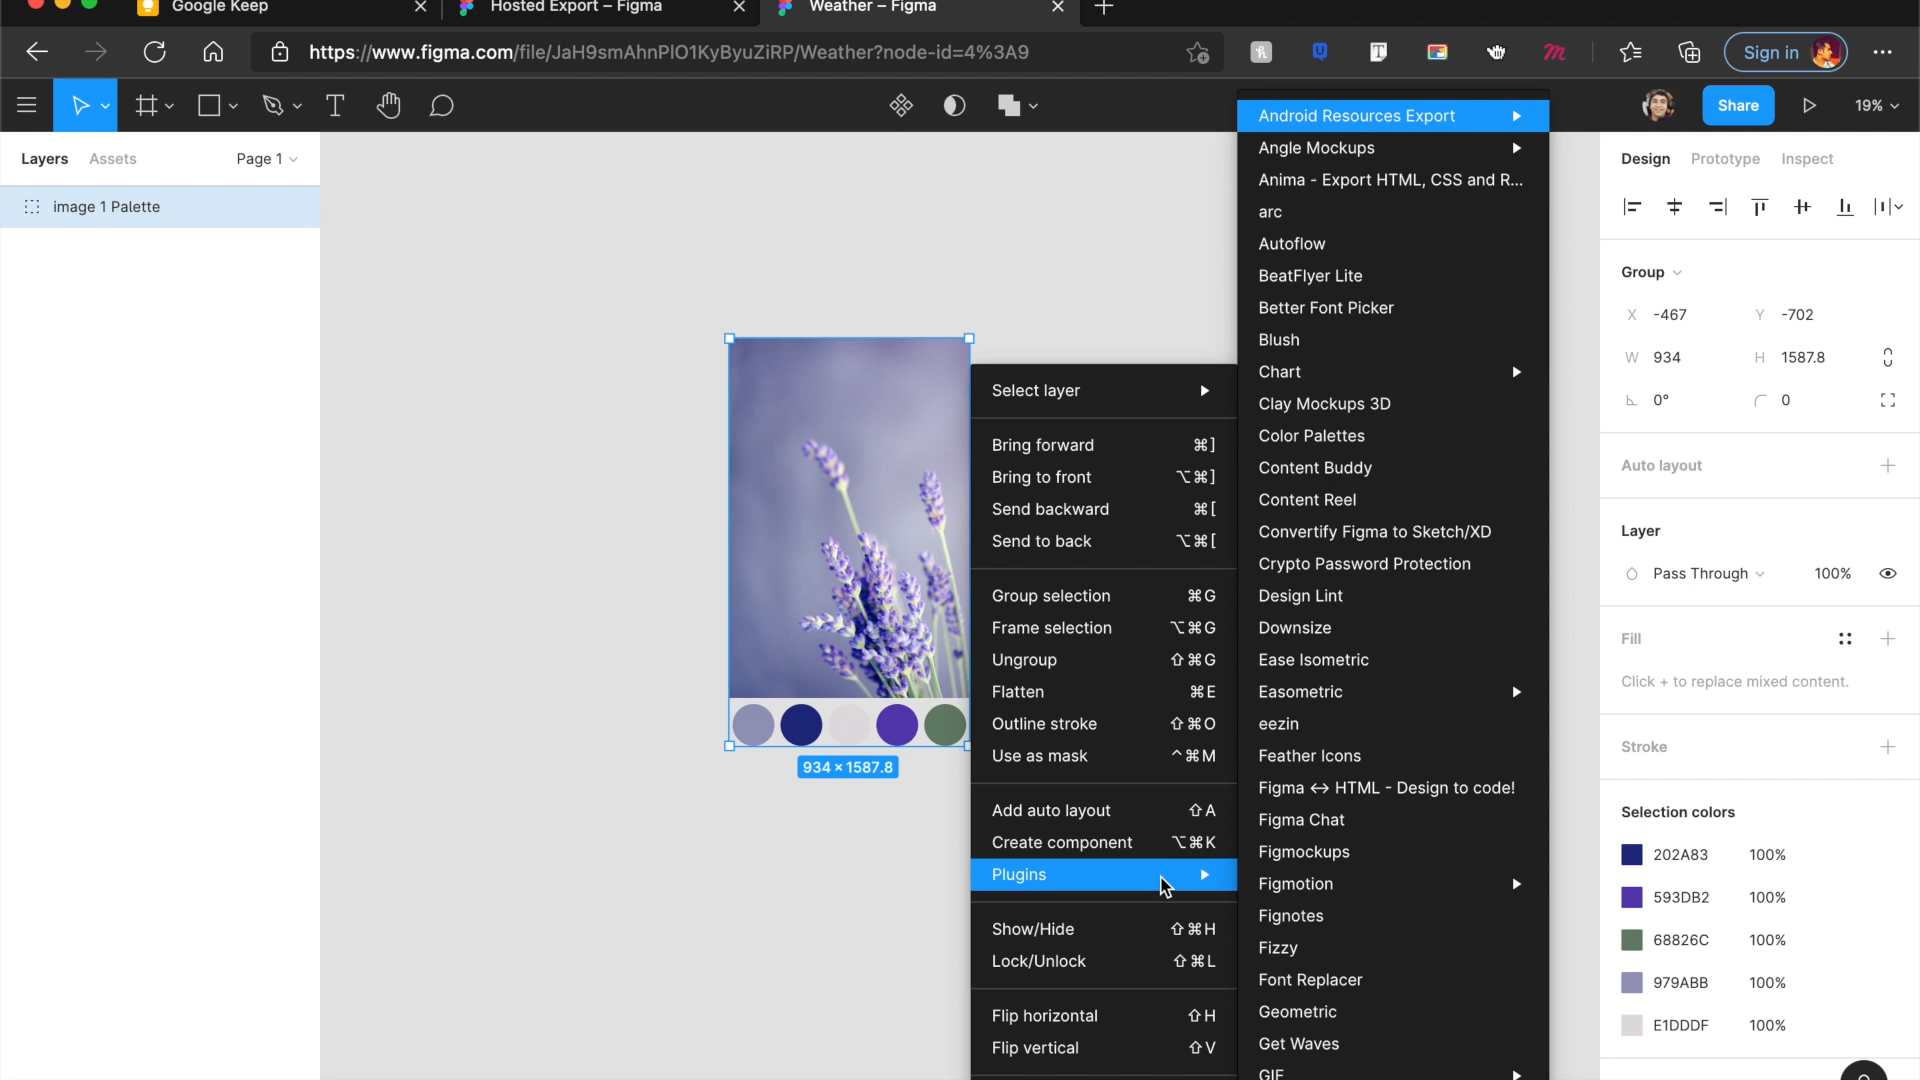 Google Keep
Hosted Export – Figma
Weather – Figma
https://www.figma.com/file/JaH9smAhnPlO1KyByuZiRP/Weather?node-id=4%3A9
Sign in
Share
19%
Layers
Assets
Page 1
image 1 Palette
934 × 1587.8
Select layer
Bring forward ⌘]
Bring to front ⌥⌘]
Send backward ⌘[
Send to back ⌥⌘[
Group selection ⌘G
Frame selection ⌥⌘G
Ungroup ⇧⌘G
Flatten ⌘E
Outline stroke ⇧⌘O
Use as mask ^⌘M
Add auto layout ⇧A
Create component ⌥⌘K
Plugins
Show/Hide ⇧⌘H
Lock/Unlock ⇧⌘L
Flip horizontal ⇧H
Flip vertical ⇧V
Android Resources Export
Angle Mockups
Anima - Export HTML, CSS and R...
arc
Autoflow
BeatFlyer Lite
Better Font Picker
Blush
Chart
Clay Mockups 3D
Color Palettes
Content Buddy
Content Reel
Convertify Figma to Sketch/XD
Crypto Password Protection
Design Lint
Downsize
Ease Isometric
Easometric
eezin
Feather Icons
Figma <-> HTML - Design to code!
Figma Chat
Figmockups
Figmotion
Fignotes
Fizzy
Font Replacer
Geometric
Get Waves
GIF
Design
Prototype
Inspect
Group
X -467
Y -702
W 934
H 1587.8
0°
0
Auto layout
Layer
Pass Through
100%
Fill
Click + to replace mixed content.
Stroke
Selection colors
202A83 100%
593DB2 100%
68826C 100%
979ABB 100%
E1DDDF 100%